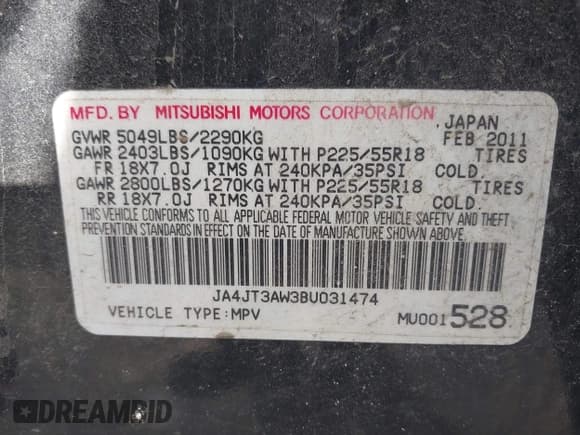 MFD. BY MITSUBISHI MOTORS CORPORATION, JAPAN
GVWR 5049LBS/2290KG FEB 2011
GAWR 2403LBS/1090KG WITH P225/55R18 TIRES
FR 18X7.0J RIMS AT 240KPA/35PSI COLD.
GAWR 2800LBS/1270KG WITH P225/55R18 TIRES
RR 18X7.0J RIMS AT 240KPA/35PSI COLD.
THIS VEHICLE CONFORMS TO ALL APPLICABLE FEDERAL MOTOR VEHICLE SAFETY AND THEFT
PREVENTION STANDARDS IN EFFECT ON THE DATE OF MANUFACTURE SHOWN ABOVE.
JA4JT3AW3BU031474
VEHICLE TYPE:MPV MU001528
DREAMBID